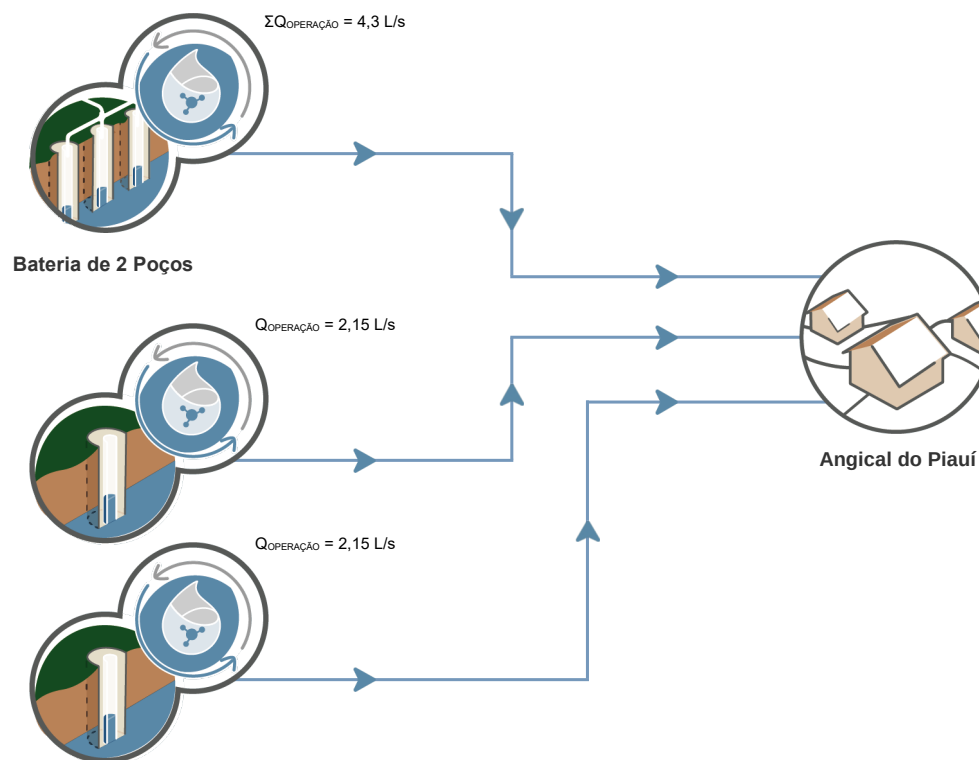 ΣQOPERAÇÃO = 4,3 L/s
Bateria de 2 Poços
QOPERAÇÃO = 2,15 L/s
Angical do Piauí
QOPERAÇÃO = 2,15 L/s